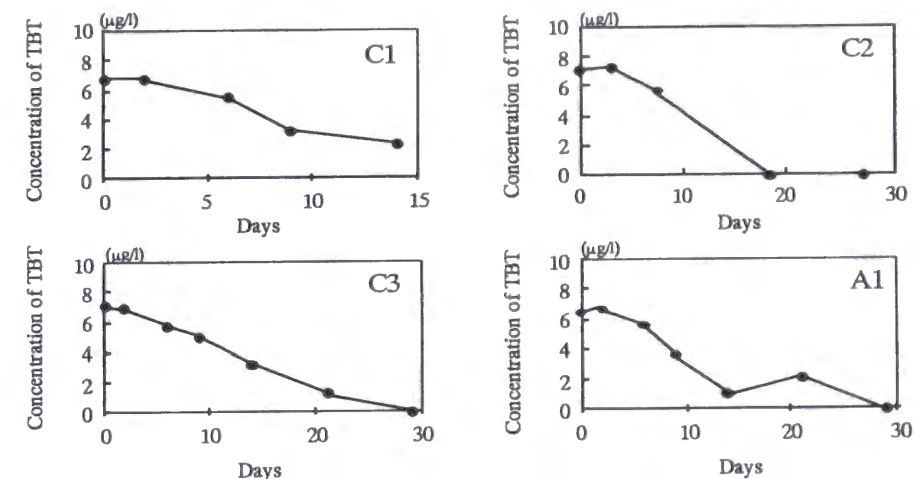 (μg/l)
10
8
6
4
2
0
0 5 10 15
Days
Concentration of TBT
C1
(μg/l)
10
8
6
4
2
0
0 10 20 30
Days
Concentration of TBT
C2
(μg/l)
10
8
6
4
2
0
0 10 20 30
Days
Concentration of TBT
C3
(μg/l)
10
8
6
4
2
0
0 10 20 30
Days
Concentration of TBT
A1